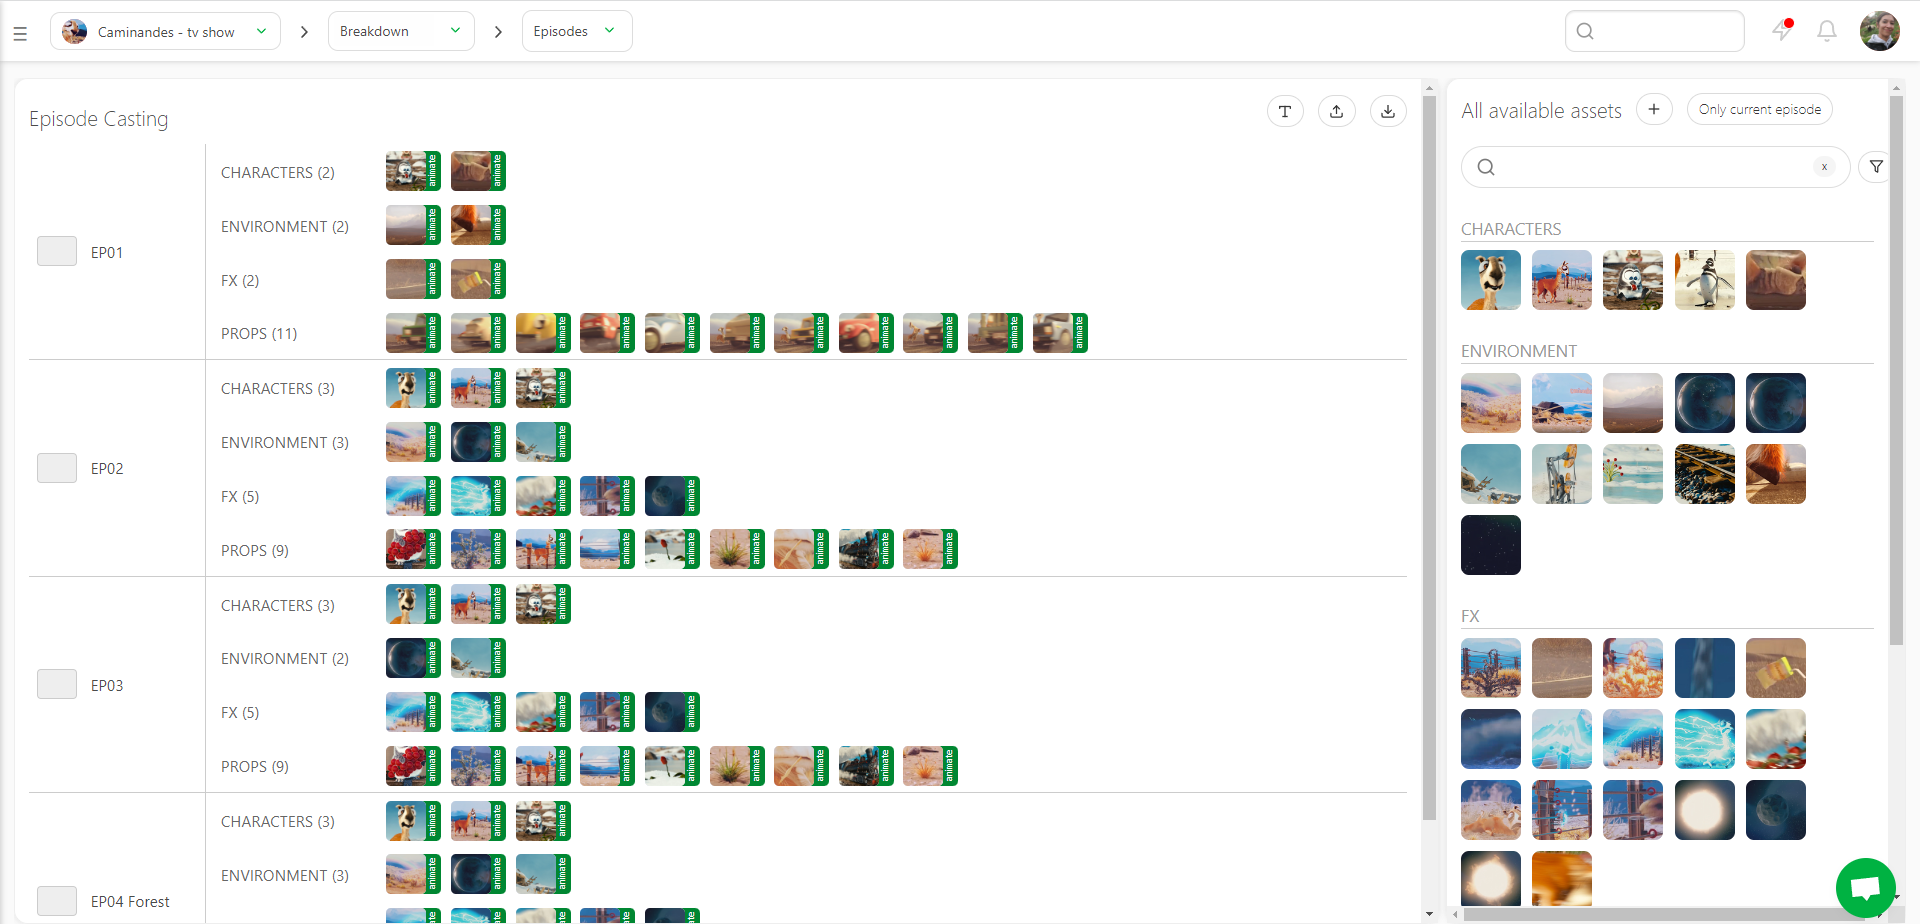 Caminandes - tv show
Breakdown
Episodes
Episode Casting
T
EP01
CHARACTERS (2)
animate animate
ENVIRONMENT (2)
animate animate
FX (2)
animate animate
PROPS (11)
animate animate animate animate animate animate animate animate animate animate animate
EP02
CHARACTERS (3)
animate animate animate
ENVIRONMENT (3)
animate animate animate
FX (5)
animate animate animate animate animate
PROPS (9)
animate animate animate animate animate animate animate animate animate
EP03
CHARACTERS (3)
animate animate animate
ENVIRONMENT (2)
animate animate
FX (5)
animate animate animate animate animate
PROPS (9)
animate animate animate animate animate animate animate animate animate
EP04 Forest
CHARACTERS (3)
animate animate animate
ENVIRONMENT (3)
animate animate animate
All available assets
+
Only current episode
x
CHARACTERS
ENVIRONMENT
FX